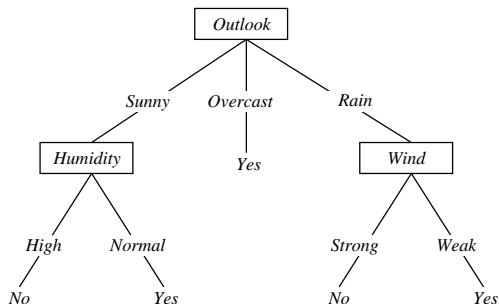 Outlook
Sunny Overcast Rain
Humidity Yes Wind
High Normal Strong Weak
No Yes No Yes